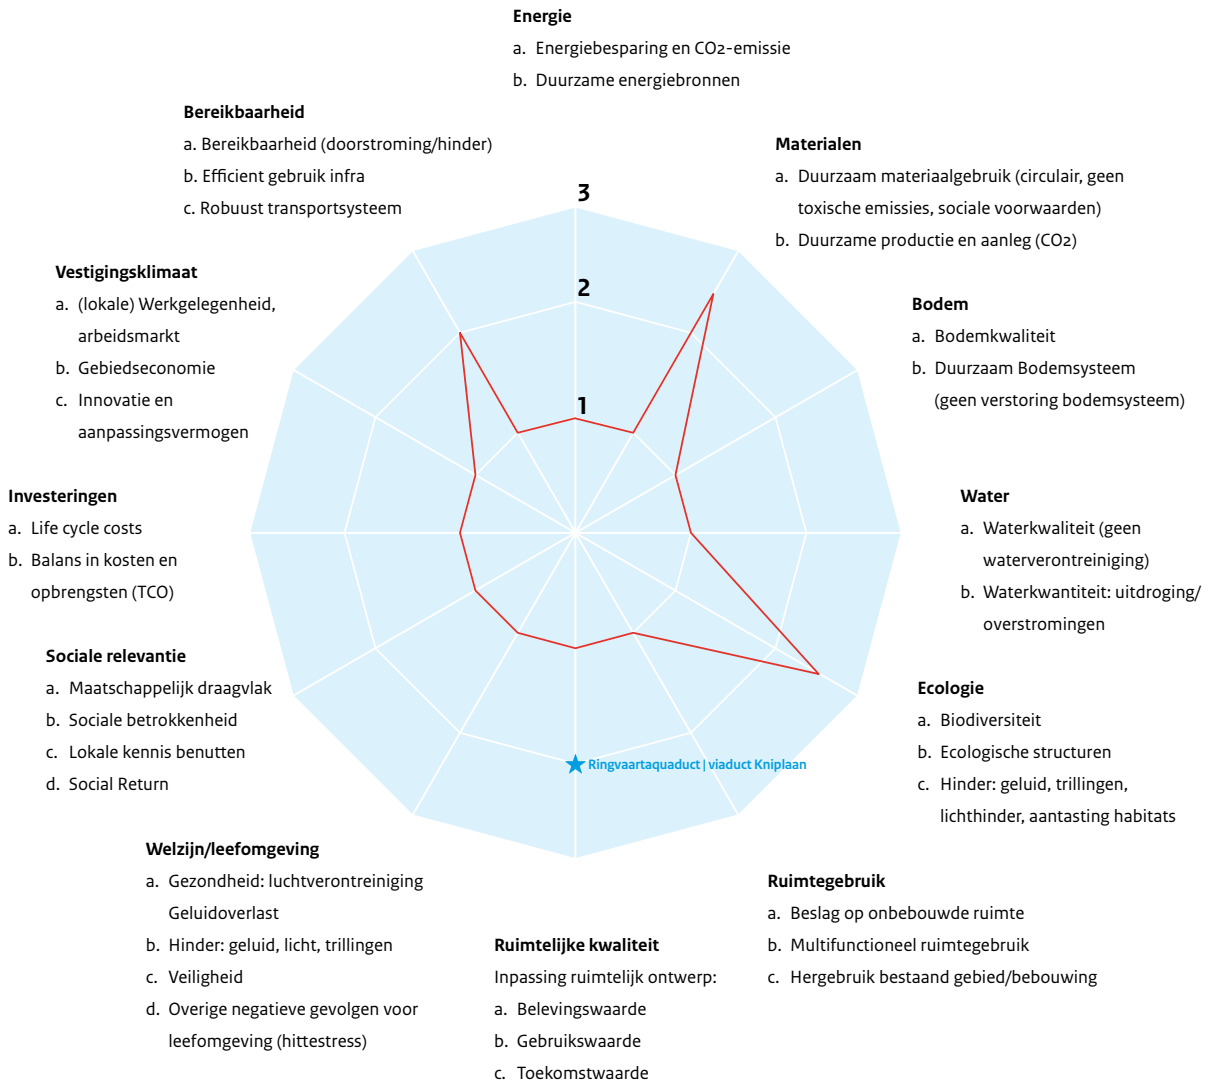 Energie
a. Energiebesparing en CO2-emissie
b. Duurzame energiebronnen
Bereikbaarheid
a. Bereikbaarheid (doorstroming/hinder)
b. Efficient gebruik infra
c. Robuust transportsysteem
Materialen
a. Duurzaam materiaalgebruik (circulair, geen
toxische emissies, sociale voorwaarden)
b. Duurzame productie en aanleg (CO2)
3
2
1
Vestigingsklimaat
a. (lokale) Werkgelegenheid,
arbeidsmarkt
b. Gebiedseconomie
c. Innovatie en
aanpassingsvermogen
Bodem
a. Bodemkwaliteit
b. Duurzaam Bodemsysteem
(geen verstoring bodemsysteem)
Investeringen
a. Life cycle costs
b. Balans in kosten en
opbrengsten (TCO)
Water
a. Waterkwaliteit (geen
waterverontreiniging)
b. Waterkwantiteit: uitdroging/
overstromingen
Sociale relevantie
a. Maatschappelijk draagvlak
b. Sociale betrokkenheid
c. Lokale kennis benutten
d. Social Return
Ringvaartaquaduct | viaduct Kniplaan
Ecologie
a. Biodiversiteit
b. Ecologische structuren
c. Hinder: geluid, trillingen,
lichthinder, aantasting habitats
Welzijn/leefomgeving
a. Gezondheid: luchtverontreiniging
Geluidoverlast
b. Hinder: geluid, licht, trillingen
c. Veiligheid
d. Overige negatieve gevolgen voor
leefomgeving (hittestress)
Ruimtelijke kwaliteit
Inpassing ruimtelijk ontwerp:
a. Belevingswaarde
b. Gebruikswaarde
c. Toekomstwaarde
Ruimtegebruik
a. Beslag op onbebouwde ruimte
b. Multifunctioneel ruimtegebruik
c. Hergebruik bestaand gebied/bebouwing